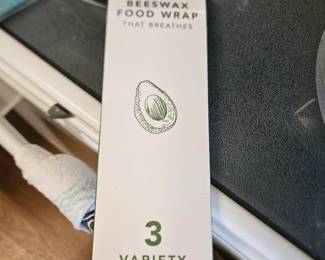 BEESWAX
FOOD WRAP
THAT BREATHES
3
VARIETY